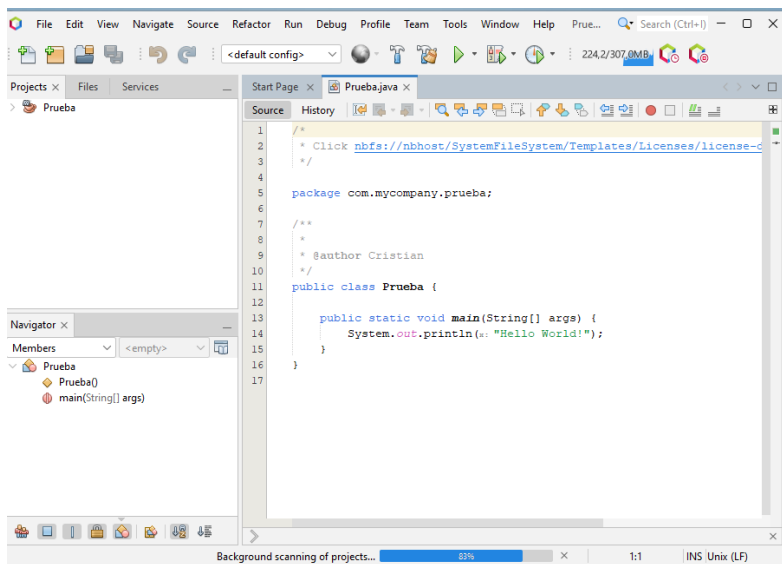 File Edit View Navigate Source Refactor Run Debug Profile Team Tools Window Help Prue... Search (Ctrl+I)
<default config> 224,2/307,0MB
Projects Files Services
Prueba
Start Page Prueba.java
Source History
1 /*
2 * Click nbfs://nbhost/SystemFileSystem/Templates/Licenses/license-d
3 */
4
5 package com.mycompany.prueba;
6
7 /**
8 *
9 * @author Cristian
10 */
11 public class Prueba {
12
13 public static void main(String[] args) {
14 System.out.println(x: "Hello World!");
15 }
16 }
17
Navigator
Members <empty>
Prueba
Prueba()
main(String[] args)
Background scanning of projects... 83% 1:1 INS Unix (LF)